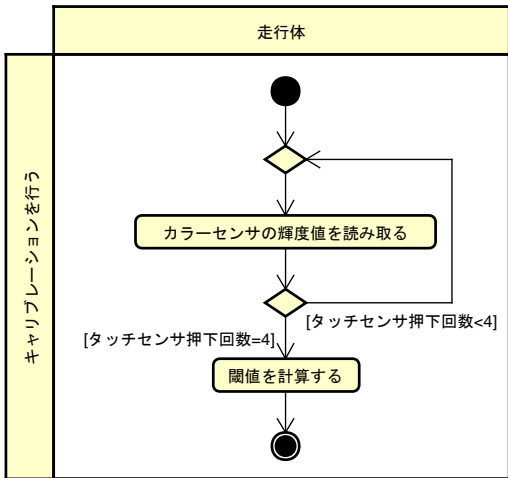 走行体
キャリブレーションを行う
カラーセンサの輝度値を読み取る
[タッチセンサ押下回数<4]
[タッチセンサ押下回数=4]
閾値を計算する